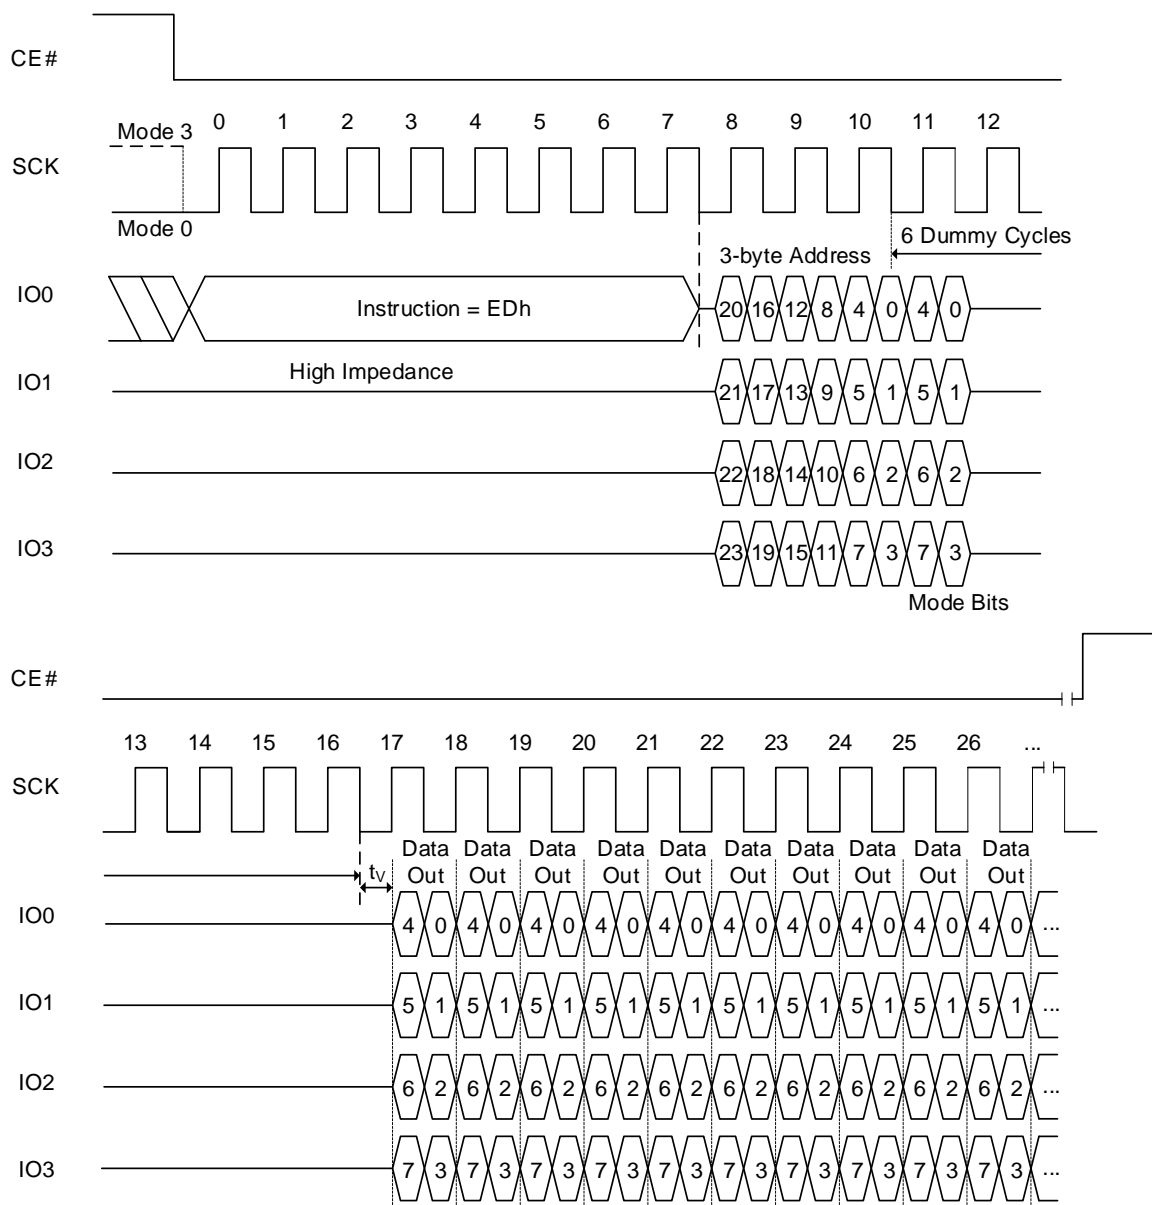 CE#
0 1 2 3 4 5 6 7 8 9 10 11 12
Mode 3
SCK
Mode 0
6 Dummy Cycles
3-byte Address
IO0 Instruction = EDh 20 16 12 8 4 0 4 0
High Impedance
IO1 21 17 13 9 5 1 5 1
IO2 22 18 14 10 6 2 6 2
IO3 23 19 15 11 7 3 7 3
Mode Bits
CE#
13 14 15 16 17 18 19 20 21 22 23 24 25 26 ...
SCK
Data Data Data Data Data Data Data Data Data Data
tV Out Out Out Out Out Out Out Out Out Out
IO0 4 0 4 0 4 0 4 0 4 0 4 0 4 0 4 0 4 0 4 0 ...
IO1 5 1 5 1 5 1 5 1 5 1 5 1 5 1 5 1 5 1 5 1 ...
IO2 6 2 6 2 6 2 6 2 6 2 6 2 6 2 6 2 6 2 6 2 ...
IO3 7 3 7 3 7 3 7 3 7 3 7 3 7 3 7 3 7 3 7 3 ...